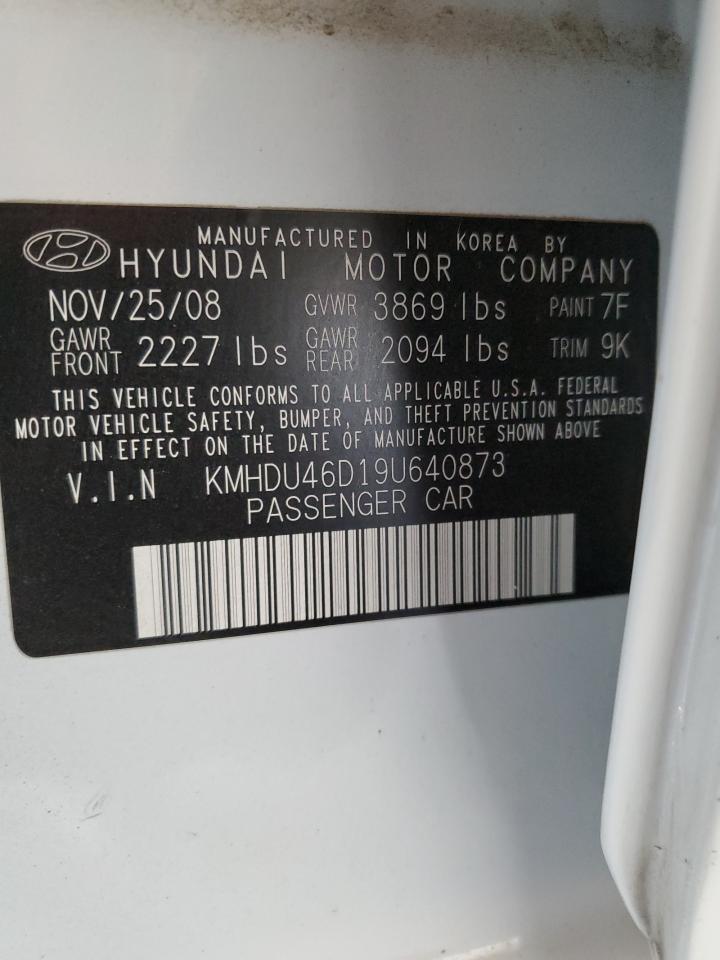 MANUFACTURED IN KOREA BY
HYUNDAI MOTOR COMPANY
NOV/25/08 GVWR 3869 lbs PAINT 7F
GAWR FRONT 2227 lbs GAWR REAR 2094 lbs TRIM 9K
THIS VEHICLE CONFORMS TO ALL APPLICABLE U.S.A. FEDERAL
MOTOR VEHICLE SAFETY, BUMPER, AND THEFT PREVENTION STANDARDS
IN EFFECT ON THE DATE OF MANUFACTURE SHOWN ABOVE
V.I.N KMHDU46D19U640873
PASSENGER CAR